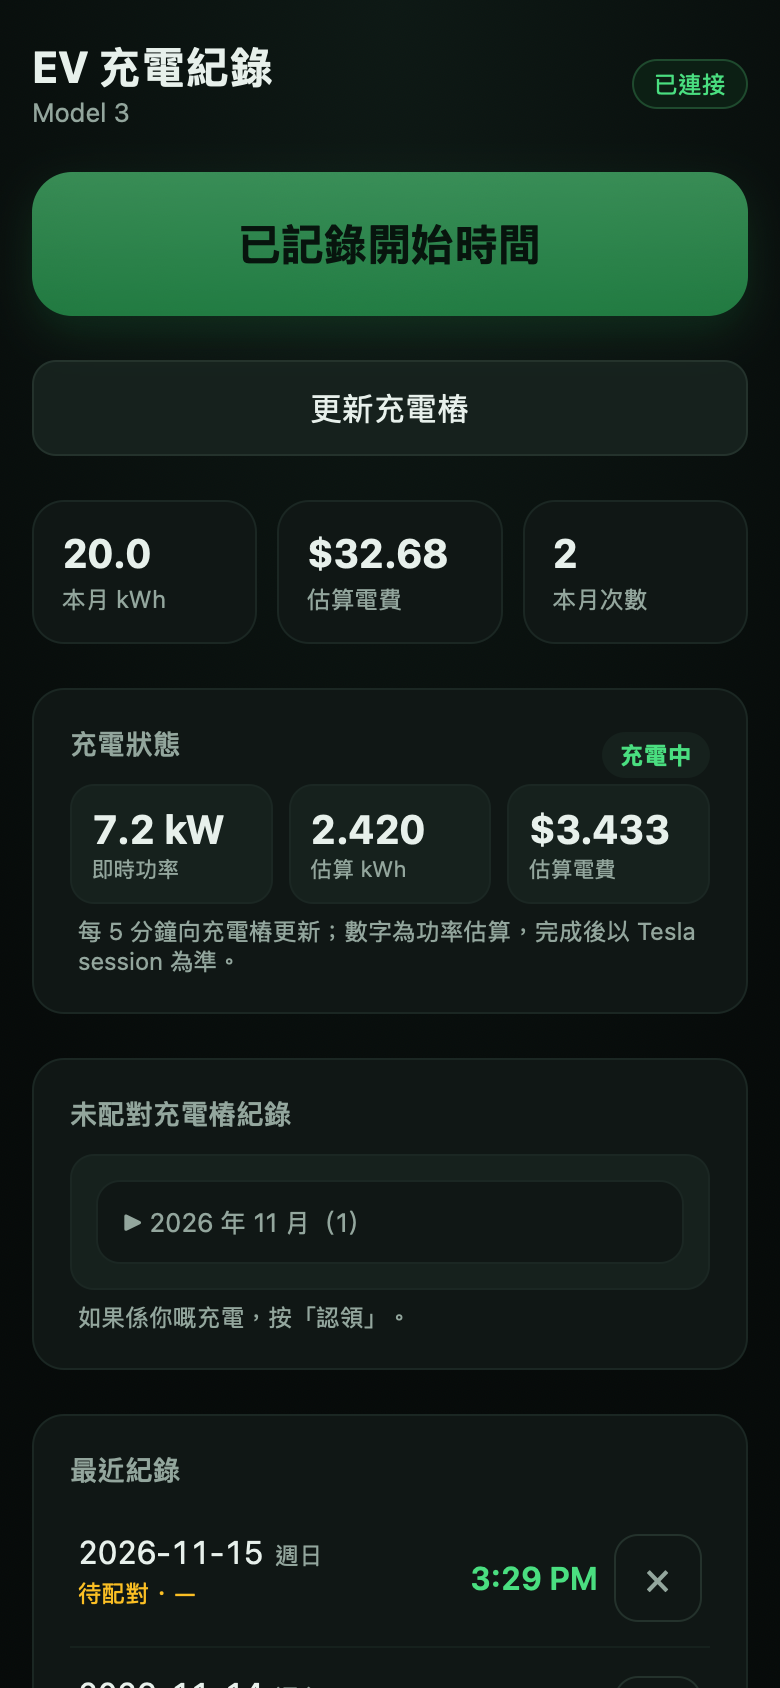 EV 充電紀錄
Model 3
已連接
已記錄開始時間
更新充電樁
20.0
本月 kWh
$32.68
估算電費
2
本月次數
充電狀態
充電中
7.2 kW
即時功率
2.420
估算 kWh
$3.433
估算電費
每 5 分鐘向充電樁更新；數字為功率估算，完成後以 Tesla
session 為準。
未配對充電樁紀錄
▶ 2026 年 11 月（1）
如果係你嘅充電，按「認領」。
最近紀錄
2026-11-15 週日
待配對 · —
3:29 PM
×